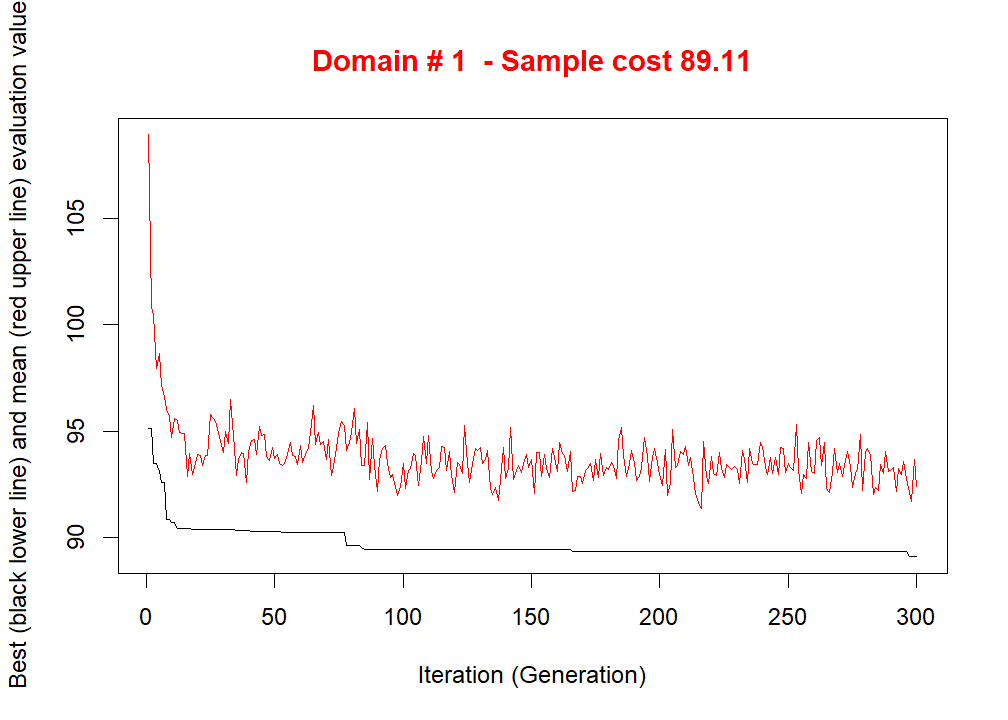 Domain # 1 - Sample cost 89.11
Best (black lower line) and mean (red upper line) evaluation value
105
100
95
90
0 50 100 150 200 250 300
Iteration (Generation)